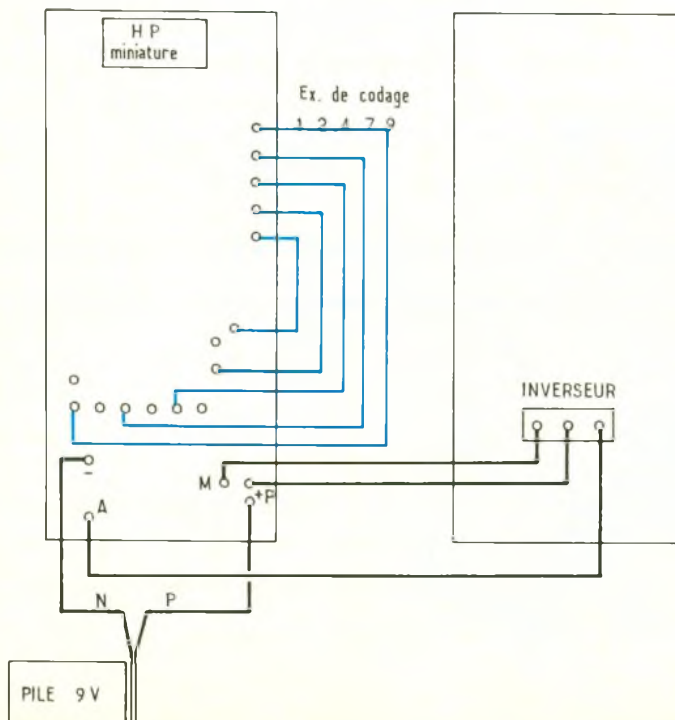 H P
miniature
Ex. de codage
1 2 4 7 9
INVERSEUR
M
+P
-
A
N P
PILE 9 V